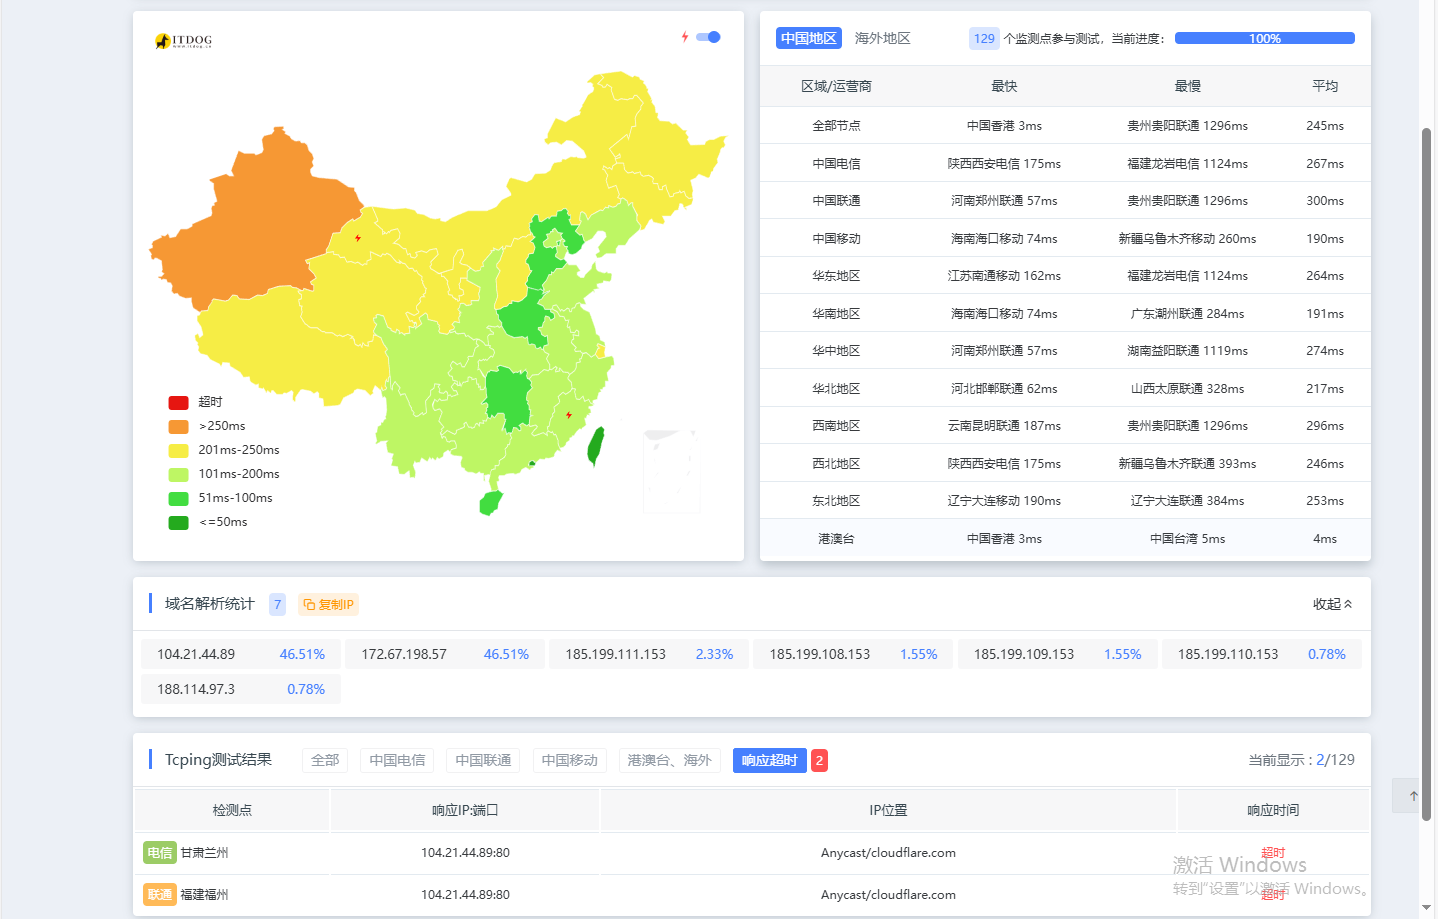 ITDOG
www.itdog.cn
超时
>250ms
201ms-250ms
101ms-200ms
51ms-100ms
<=50ms
中国地区 海外地区 129 个监测点参与测试，当前进度： 100%
区域/运营商 最快 最慢 平均
全部节点 中国香港 3ms 贵州贵阳联通 1296ms 245ms
中国电信 陕西西安电信 175ms 福建龙岩电信 1124ms 267ms
中国联通 河南郑州联通 57ms 贵州贵阳联通 1296ms 300ms
中国移动 海南海口移动 74ms 新疆乌鲁木齐移动 260ms 190ms
华东地区 江苏南通移动 162ms 福建龙岩电信 1124ms 264ms
华南地区 海南海口移动 74ms 广东潮州联通 284ms 191ms
华中地区 河南郑州联通 57ms 湖南益阳联通 1119ms 274ms
华北地区 河北邯郸联通 62ms 山西太原联通 328ms 217ms
西南地区 云南昆明联通 187ms 贵州贵阳联通 1296ms 296ms
西北地区 陕西西安电信 175ms 新疆乌鲁木齐联通 393ms 246ms
东北地区 辽宁大连移动 190ms 辽宁大连联通 384ms 253ms
港澳台 中国香港 3ms 中国台湾 5ms 4ms
域名解析统计 7 复制IP 收起
104.21.44.89 46.51% 172.67.198.57 46.51% 185.199.111.153 2.33% 185.199.108.153 1.55% 185.199.109.153 1.55% 185.199.110.153 0.78%
188.114.97.3 0.78%
Tcping测试结果 全部 中国电信 中国联通 中国移动 港澳台、海外 响应超时 2 当前显示 : 2/129
检测点 响应IP:端口 IP位置 响应时间
电信 甘肃兰州 104.21.44.89:80 Anycast/cloudflare.com 超时
联通 福建福州 104.21.44.89:80 Anycast/cloudflare.com 超时
激活 Windows
转到"设置"以激活 Windows。